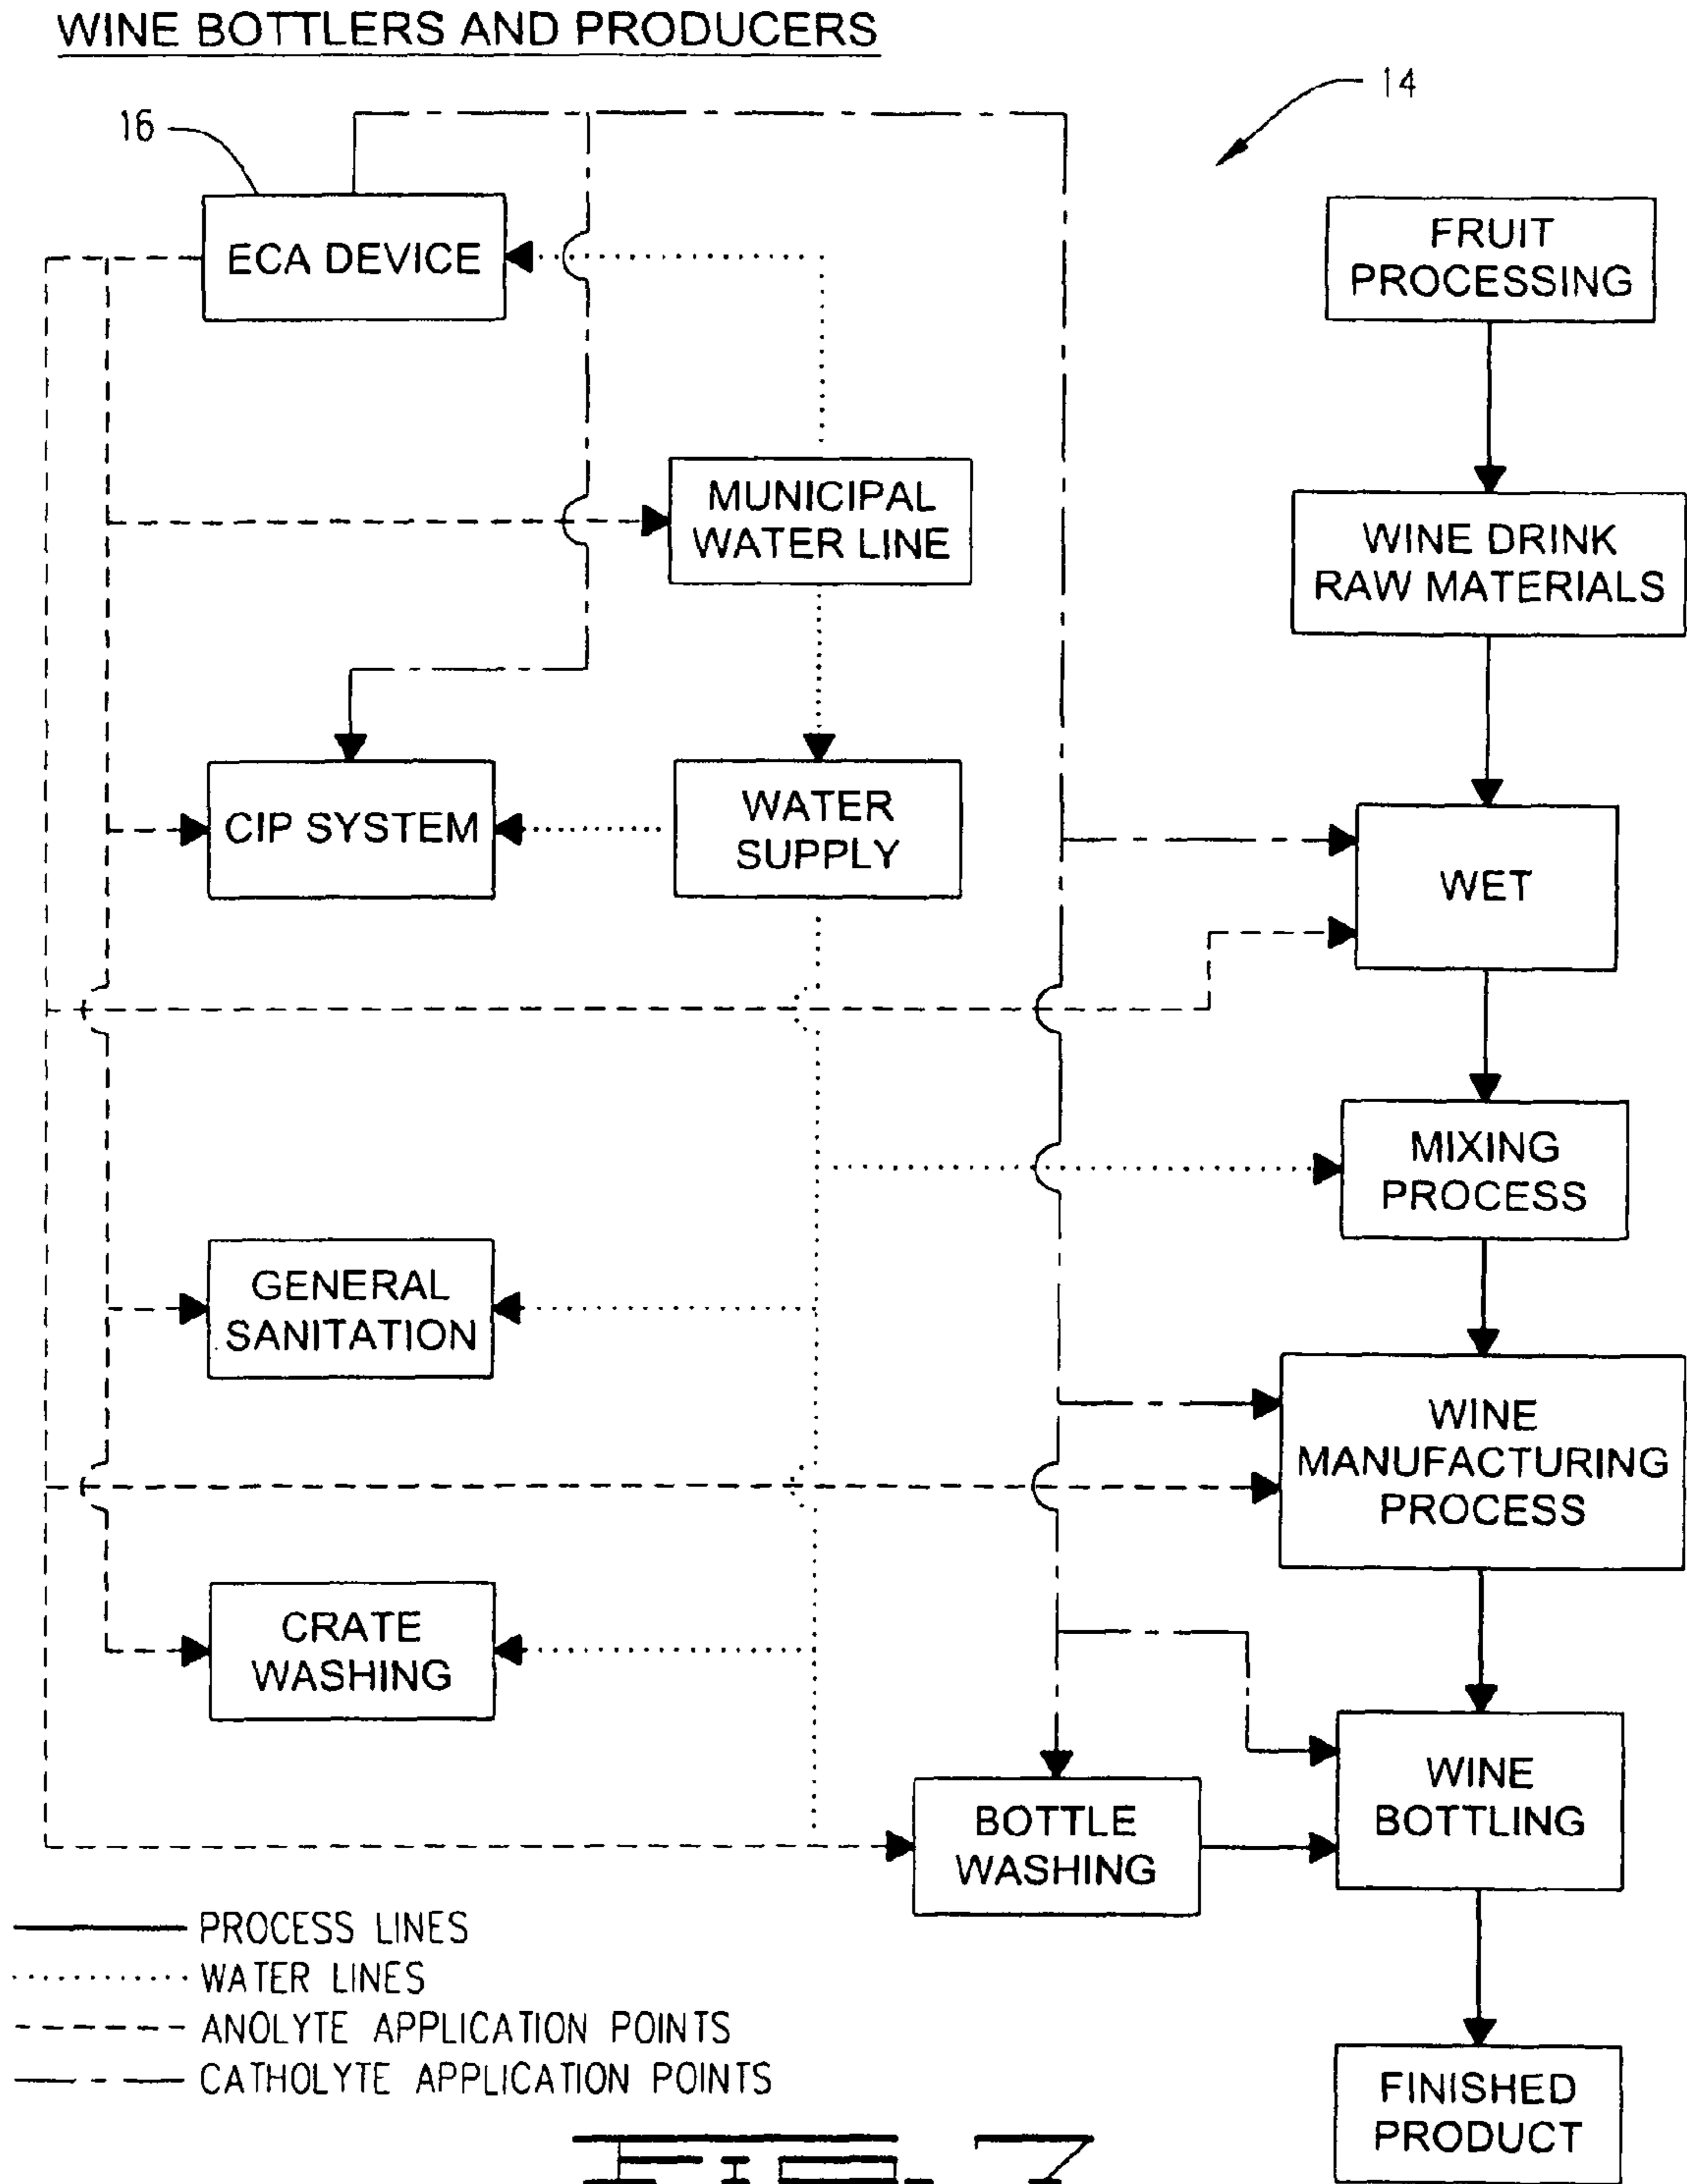 WINE BOTTLERS AND PRODUCERS
14
16
ECA DEVICE
FRUIT
PROCESSING
MUNICIPAL
WATER LINE
WINE DRINK
RAW MATERIALS
CIP SYSTEM
WATER
SUPPLY
WET
MIXING
PROCESS
GENERAL
SANITATION
WINE
MANUFACTURING
PROCESS
CRATE
WASHING
WINE
BOTTLING
BOTTLE
WASHING
PROCESS LINES
WATER LINES
ANOLYTE APPLICATION POINTS
CATHOLYTE APPLICATION POINTS
FINISHED
PRODUCT